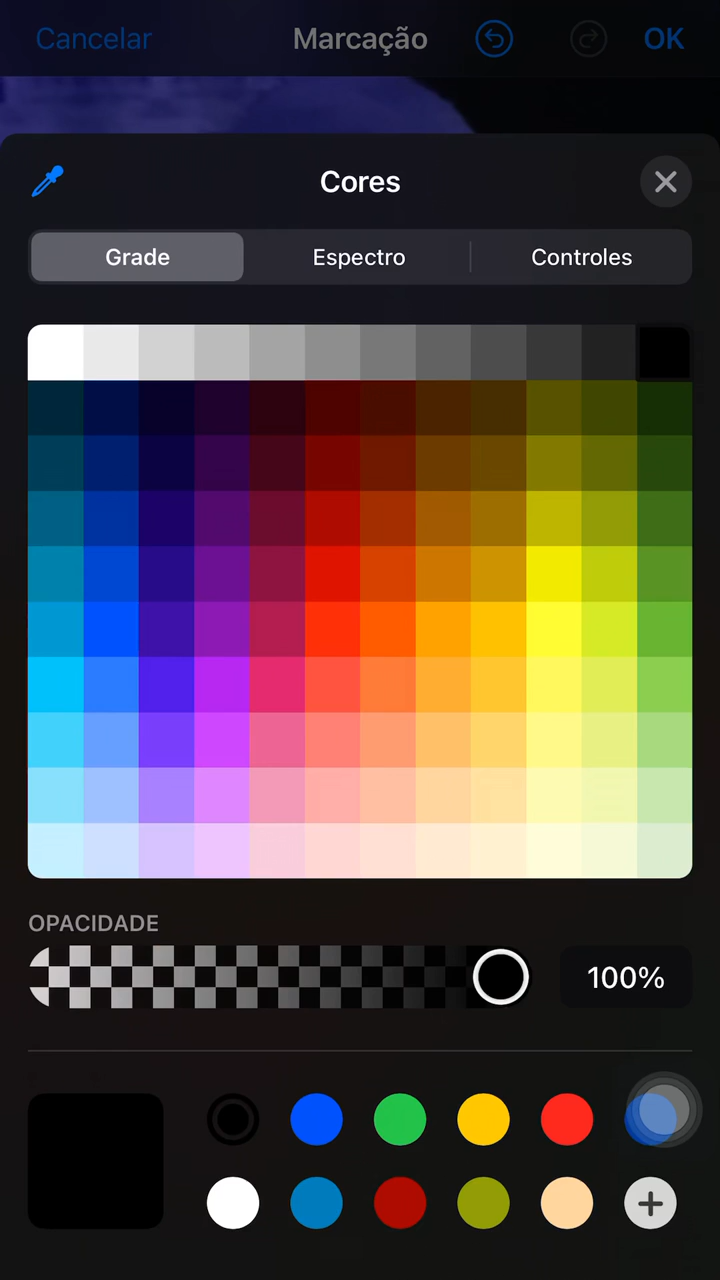 Cancelar Marcação OK
Cores
Grade Espectro Controles
OPACIDADE
100%